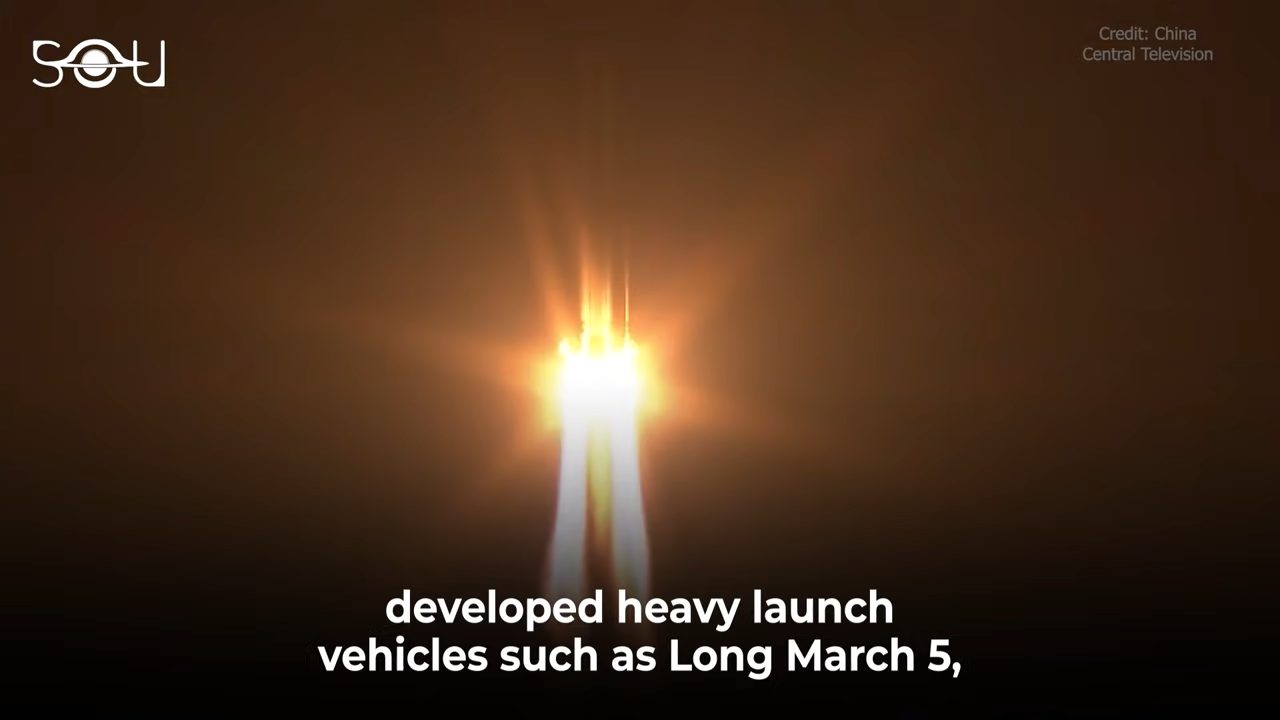 SOU
Credit: China
Central Television
developed heavy launch
vehicles such as Long March 5,